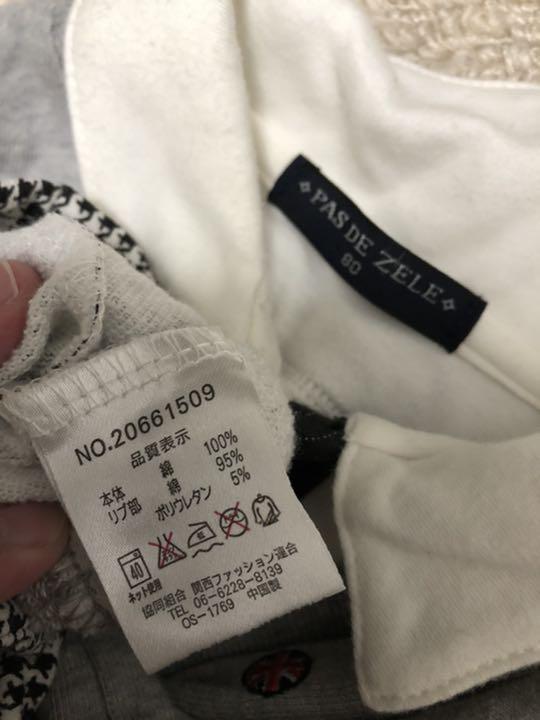 PAS DE ZELE
80
NO.20661509
品質表示
本体 綿 100%
リブ部 綿 95%
ポリウレタン 5%
40
ネット使用
協同組合 関西ファッション連合
TEL 06-6228-8139
OS-1769 中国製